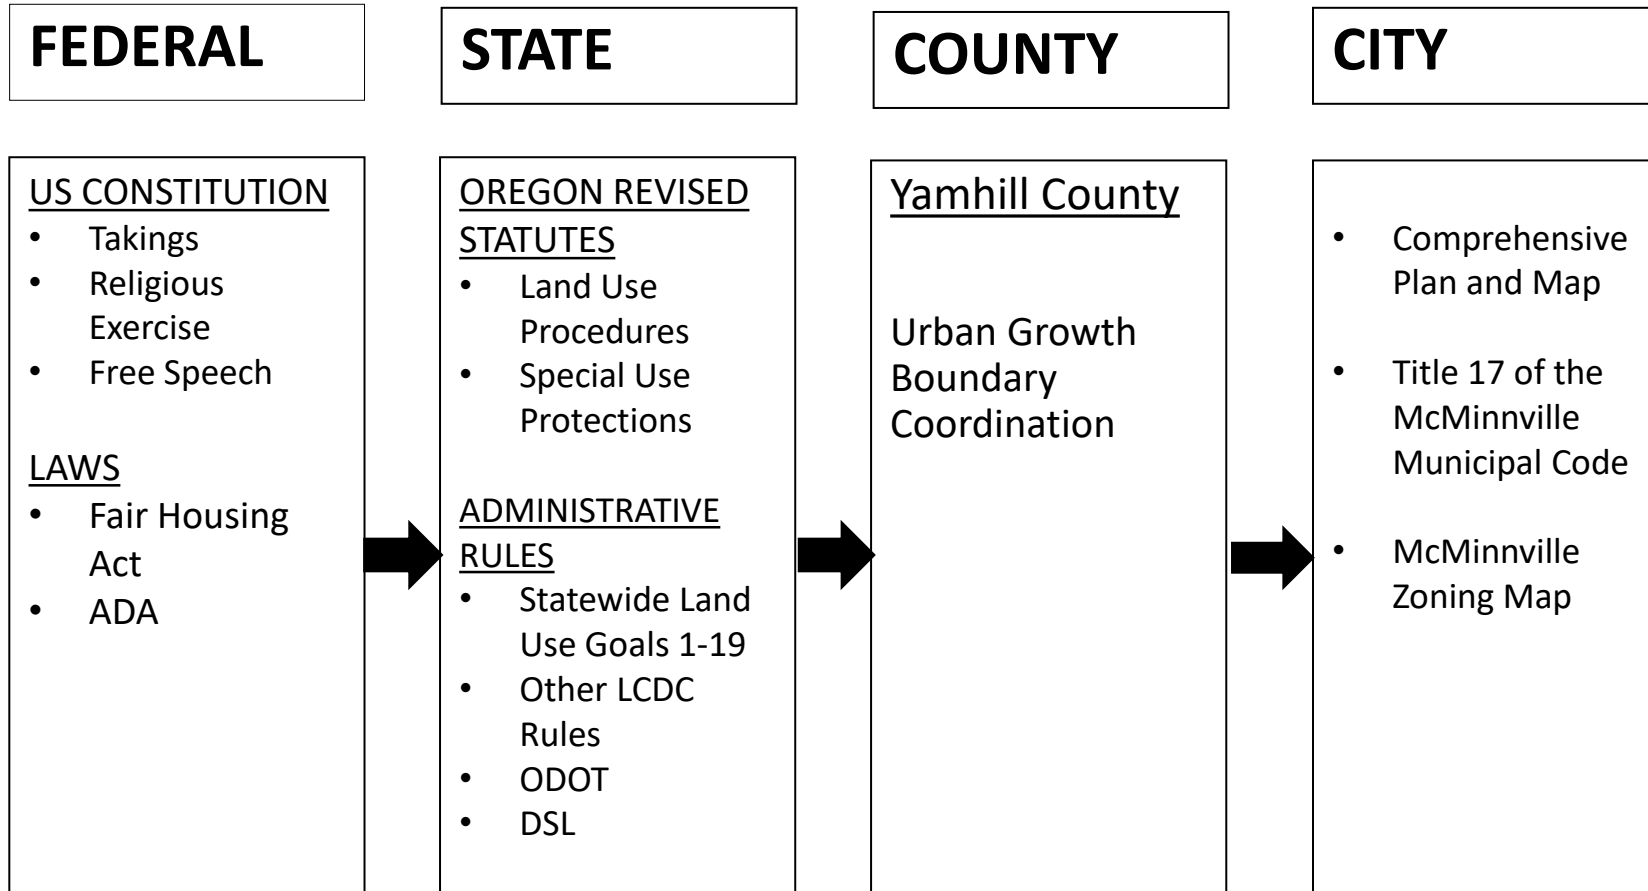 FEDERAL
US CONSTITUTION
• Takings
• Religious
Exercise
• Free Speech
LAWS
• Fair Housing
Act
• ADA
STATE
OREGON REVISED
STATUTES
• Land Use
Procedures
• Special Use
Protections
ADMINISTRATIVE
RULES
• Statewide Land
Use Goals 1-19
• Other LCDC
Rules
• ODOT
• DSL
COUNTY
Yamhill County
Urban Growth
Boundary
Coordination
CITY
• Comprehensive
Plan and Map
• Title 17 of the
McMinnville
Municipal Code
• McMinnville
Zoning Map